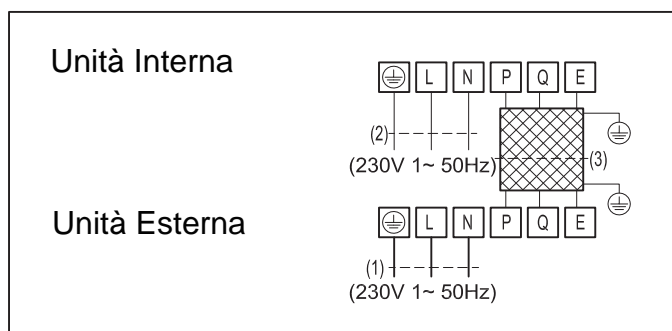 Unità Interna
L N P Q E
(2)
(230V 1~ 50Hz)
(3)
Unità Esterna
L N P Q E
(1)
(230V 1~ 50Hz)